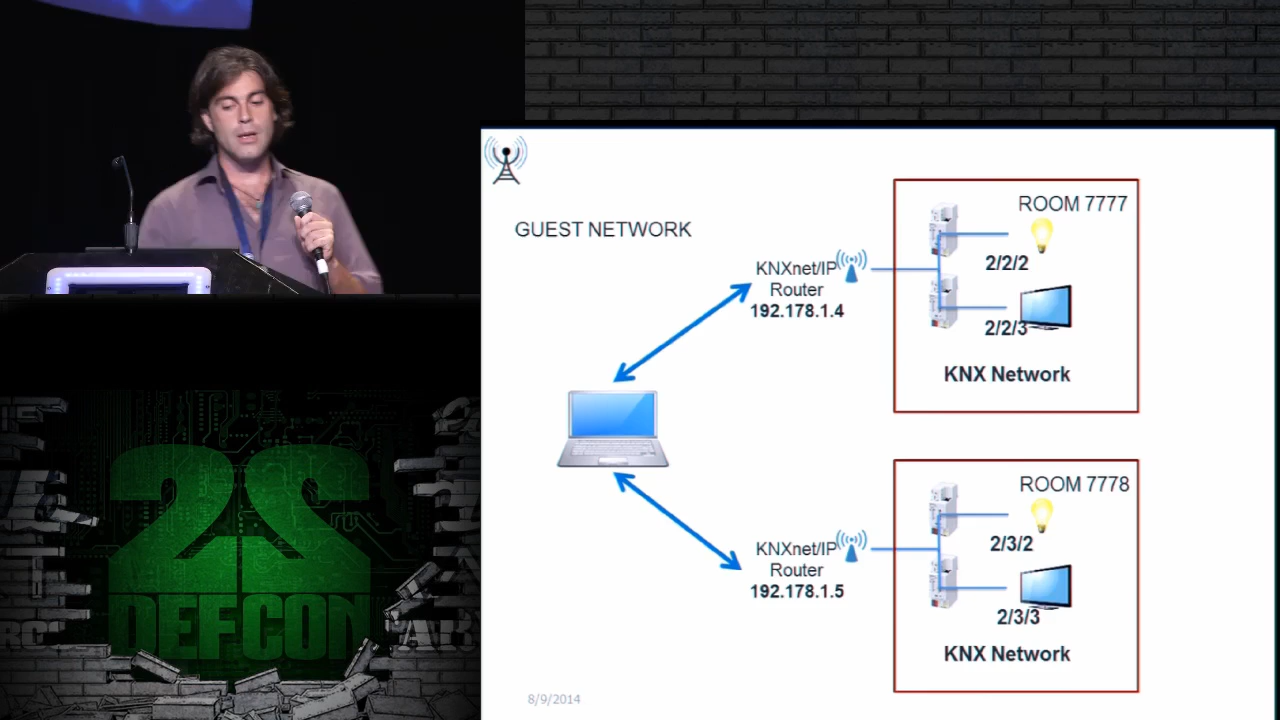 GUEST NETWORK
KNXnet/IP
Router
192.178.1.4
ROOM 7777
2/2/2
2/2/3
KNX Network
KNXnet/IP
Router
192.178.1.5
ROOM 7778
2/3/2
2/3/3
KNX Network
8/9/2014
22
DEFCON